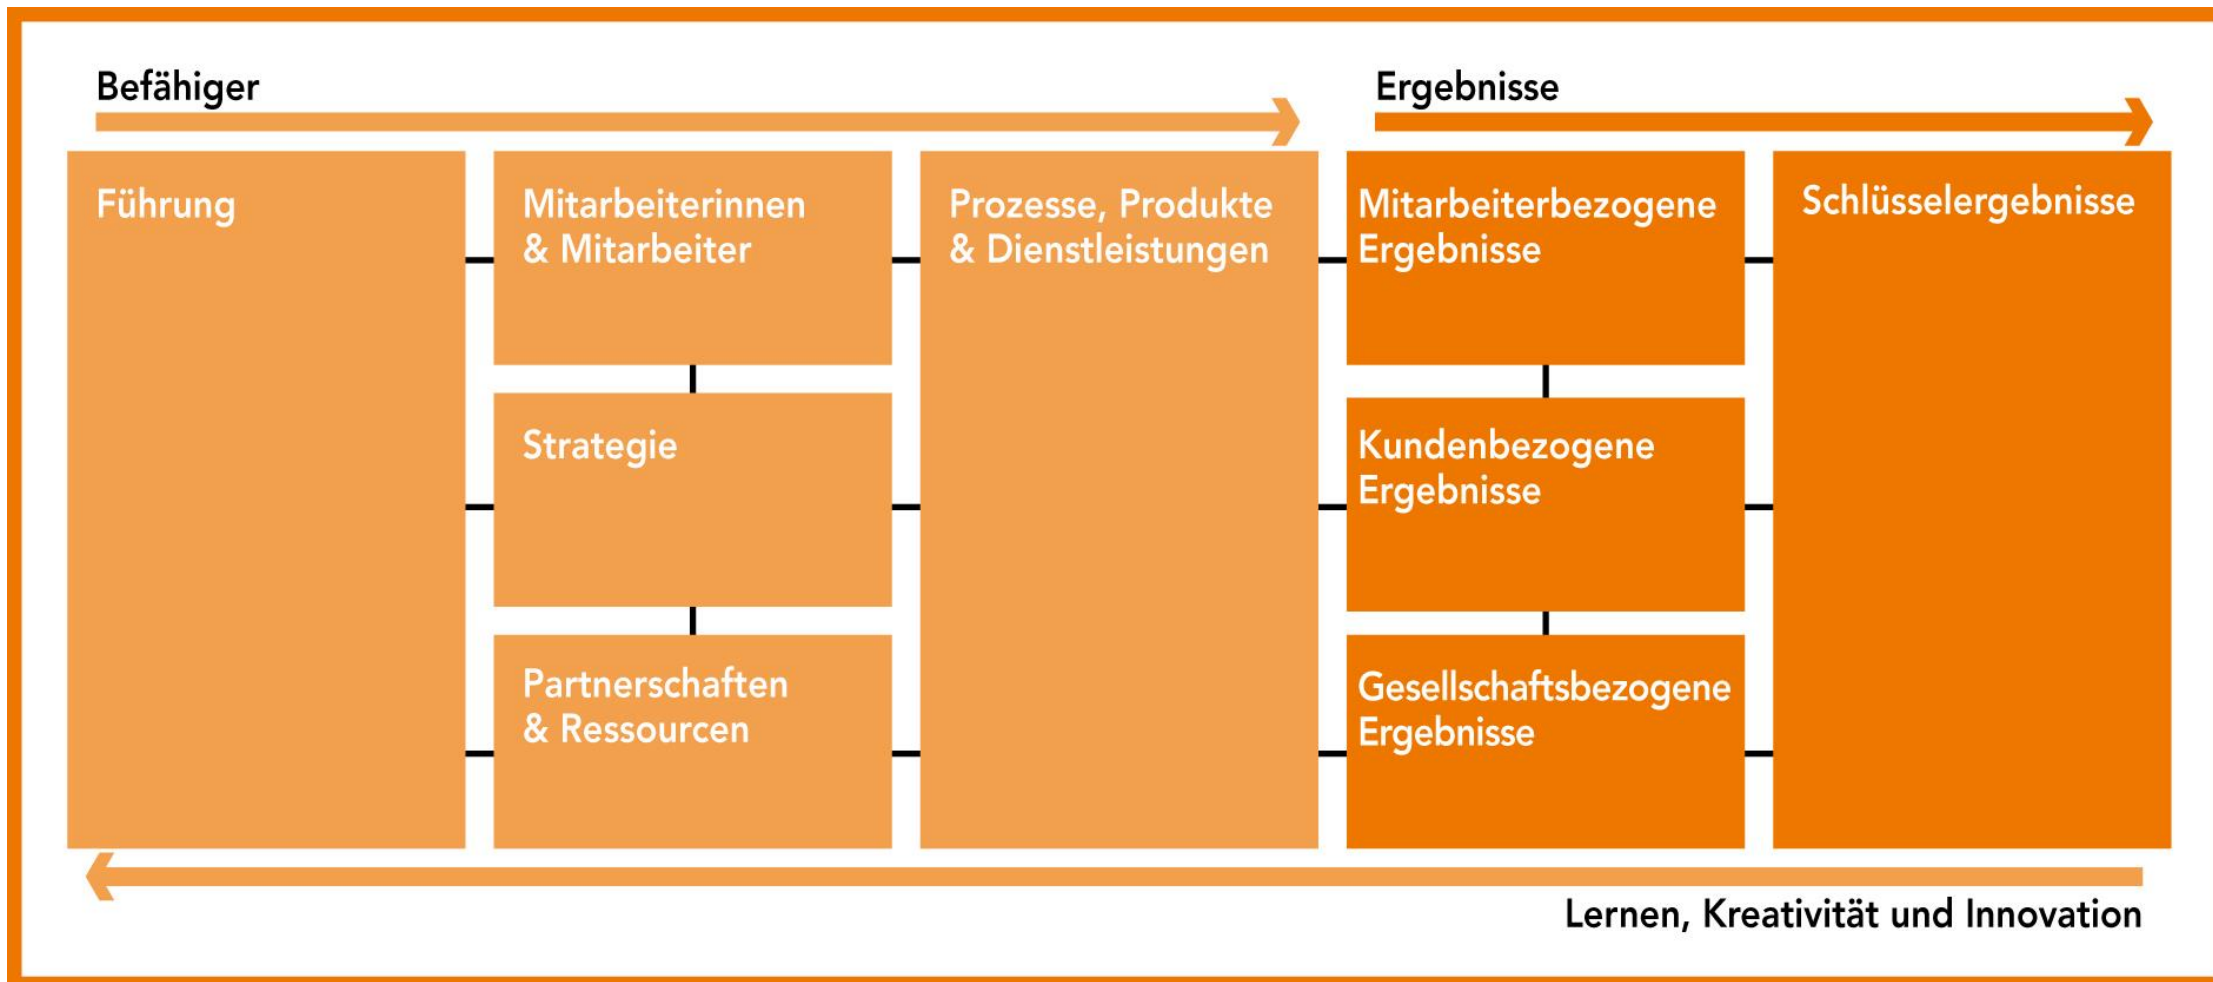 Befähiger
Ergebnisse
Führung
Mitarbeiterinnen
& Mitarbeiter
Strategie
Partnerschaften
& Ressourcen
Prozesse, Produkte
& Dienstleistungen
Mitarbeiterbezogene
Ergebnisse
Kundenbezogene
Ergebnisse
Gesellschaftsbezogene
Ergebnisse
Schlüsselergebnisse
Lernen, Kreativität und Innovation